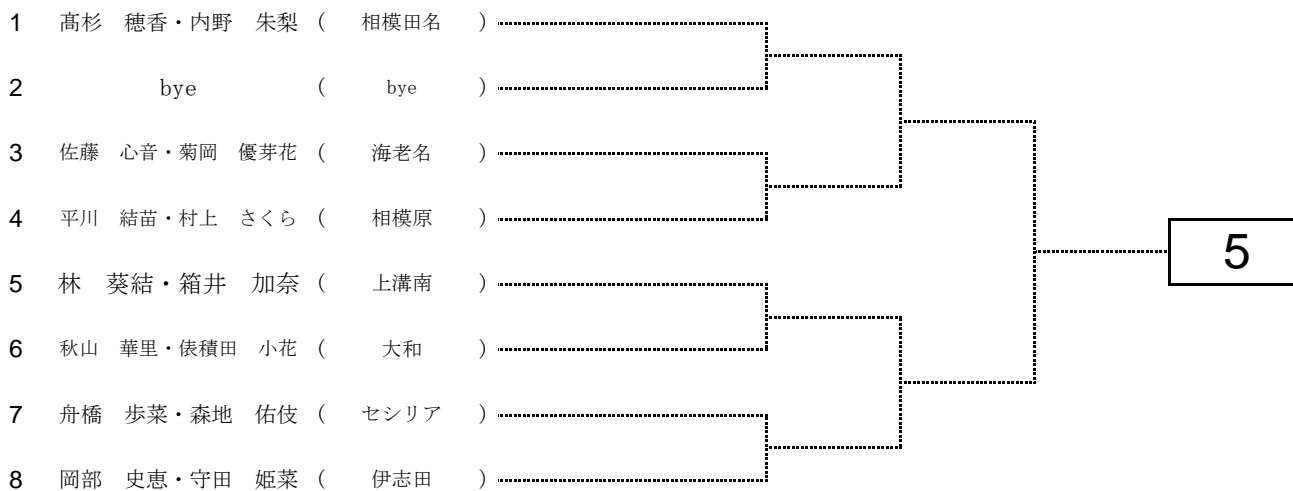 1 髙杉 穂香・内野 朱梨 ( 相模田名 )
2 bye ( bye )
3 佐藤 心音・菊岡 優芽花 ( 海老名 )
4 平川 結苗・村上 さくら ( 相模原 )
5 林 葵結・箱井 加奈 ( 上溝南 )
6 秋山 華里・俵積田 小花 ( 大和 )
7 舟橋 歩菜・森地 佑伎 ( セシリア )
8 岡部 史恵・守田 姫菜 ( 伊志田 )
5